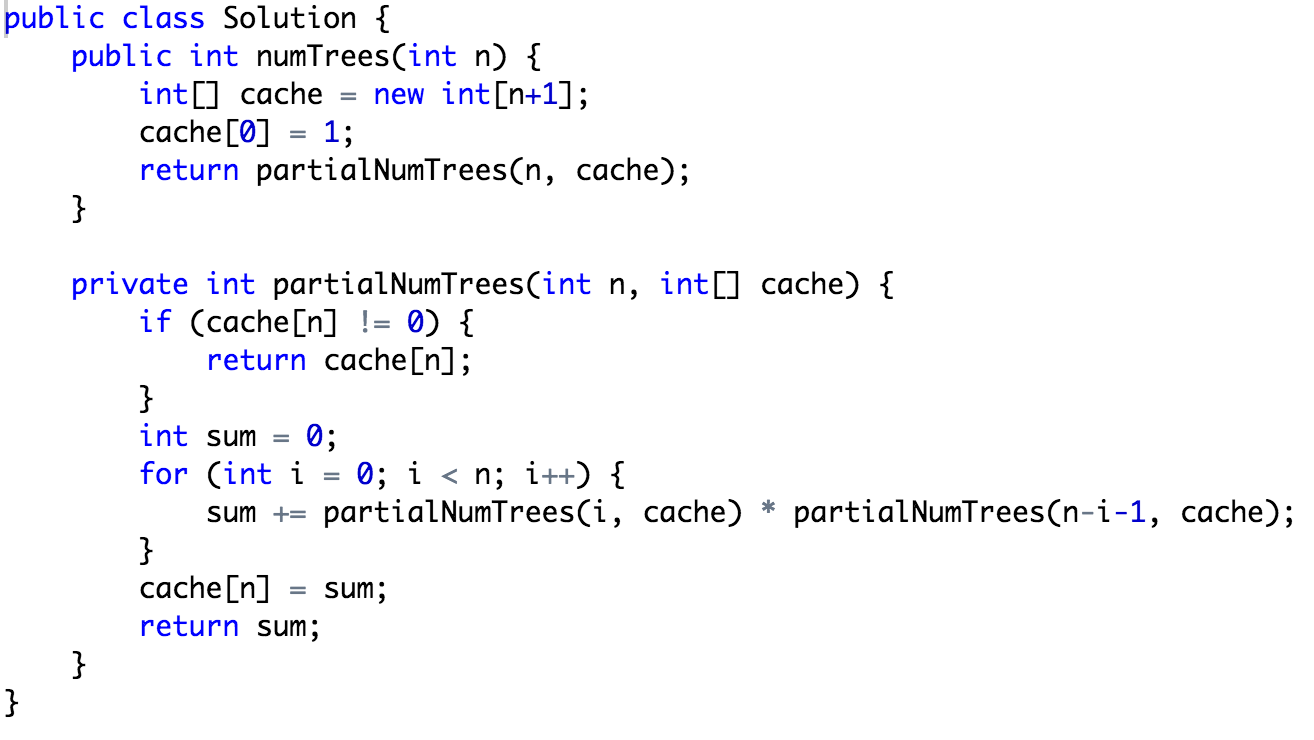 public class Solution {
    public int numTrees(int n) {
        int[] cache = new int[n+1];
        cache[0] = 1;
        return partialNumTrees(n, cache);
    }

    private int partialNumTrees(int n, int[] cache) {
        if (cache[n] != 0) {
            return cache[n];
        }
        int sum = 0;
        for (int i = 0; i < n; i++) {
            sum += partialNumTrees(i, cache) * partialNumTrees(n-i-1, cache);
        }
        cache[n] = sum;
        return sum;
    }
}